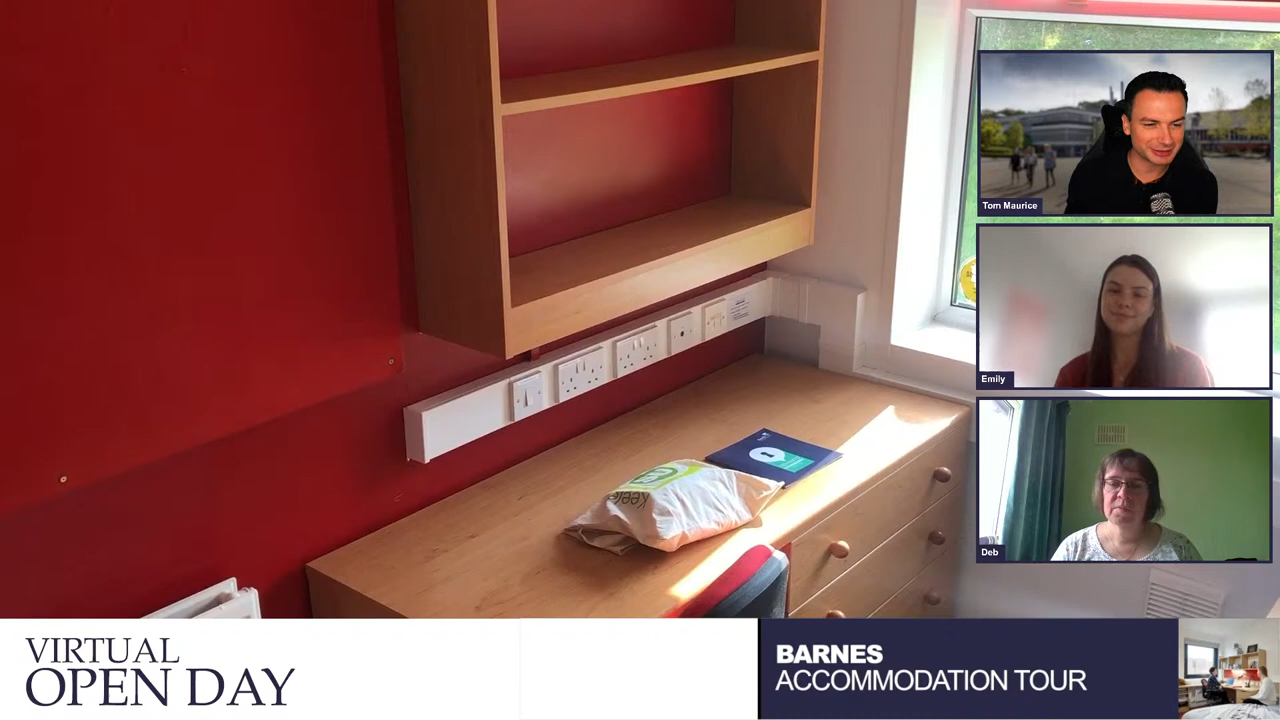 Tom Maurice
Emily
Deb
VIRTUAL
OPEN DAY
BARNES
ACCOMMODATION TOUR